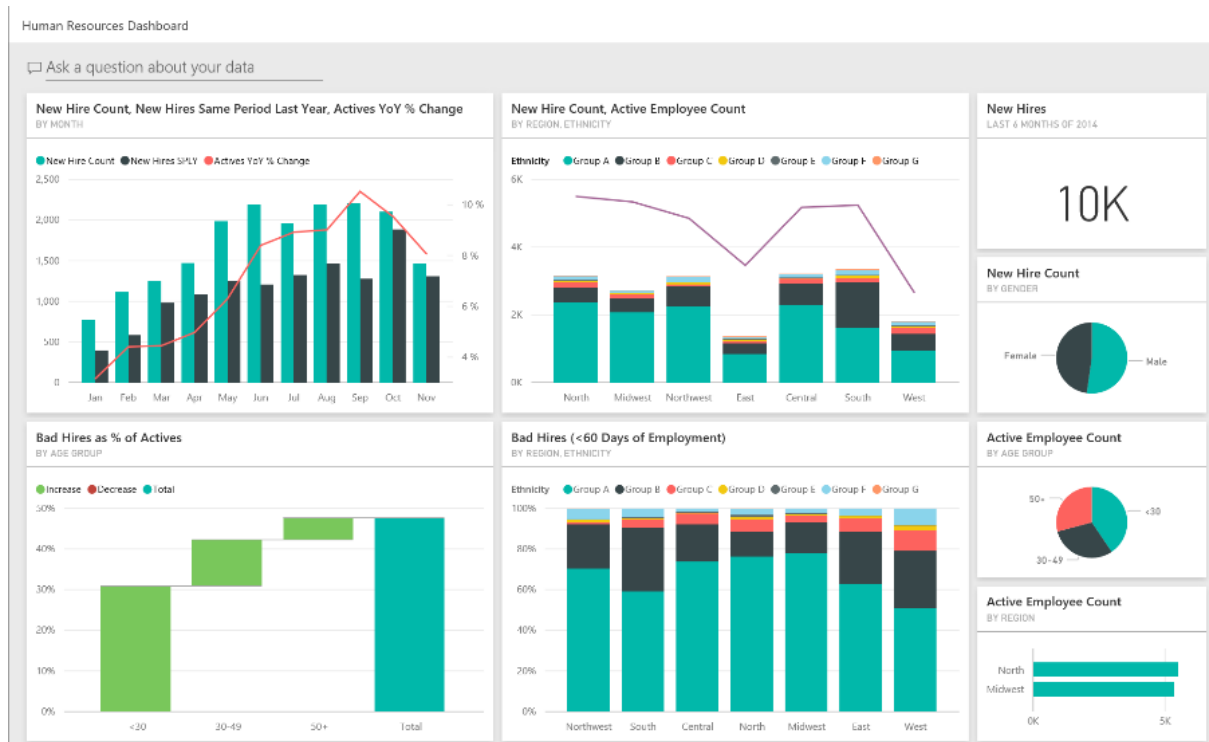 Human Resources Dashboard
Ask a question about your data
New Hire Count, New Hires Same Period Last Year, Actives YoY % Change
BY MONTH
New Hire Count New Hires SPLY Actives YoY % Change
2,500
2,000
1,500
1,000
500
0
10 %
8 %
6 %
4 %
Jan Feb Mar Apr May Jun Jul Aug Sep Oct Nov
New Hire Count, Active Employee Count
BY REGION, ETHNICITY
Ethnicity Group A Group B Group C Group D Group E Group F Group G
6K
4K
2K
0K
North Midwest Northwest East Central South West
New Hires
LAST 6 MONTHS OF 2014
10K
New Hire Count
BY GENDER
Female
Male
Bad Hires as % of Actives
BY AGE GROUP
Increase Decrease Total
50%
40%
30%
20%
10%
0%
<30 30-49 50+ Total
Bad Hires (<60 Days of Employment)
BY REGION, ETHNICITY
Ethnicity Group A Group B Group C Group D Group E Group F Group G
100%
80%
60%
40%
20%
0%
Northwest South Central North Midwest East West
Active Employee Count
BY AGE GROUP
50+
<30
30-49
Active Employee Count
BY REGION
North
Midwest
0K 5K